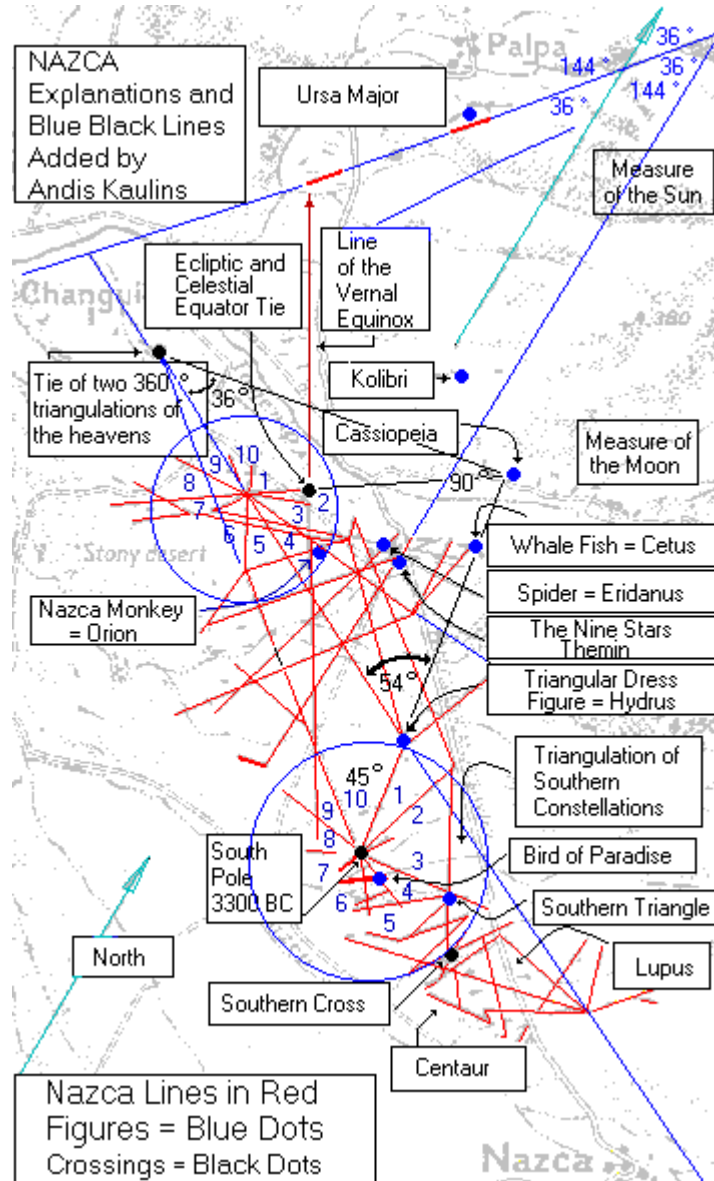 NAZCA
Explanations and
Blue Black Lines
Added by
Andis Kaulins
Palpa
Ursa Major
36°
144°
36°
144°
36°
Measure
of the Sun
Ecliptic and
Celestial
Equator Tie
Line
of the
Vernal
Equinox
Tie of two 360°
triangulations of
the heavens
36°
Kolibri
380
Cassiopeja
Measure of
the Moon
90°
10
9
1
8
2
7
3
6
5
4
Stony desert
Whale Fish = Cetus
Spider = Eridanus
The Nine Stars
Themin
Nazca Monkey
= Orion
Triangular Dress
Figure = Hydrus
54°
45°
10
1
9
2
8
3
7
4
6
5
Triangulation of
Southern
Constellations
South
Pole
3300 BC
Bird of Paradise
Southern Triangle
North
Lupus
Southern Cross
Centaur
Nazca Lines in Red
Figures = Blue Dots
Crossings = Black Dots
Nazca